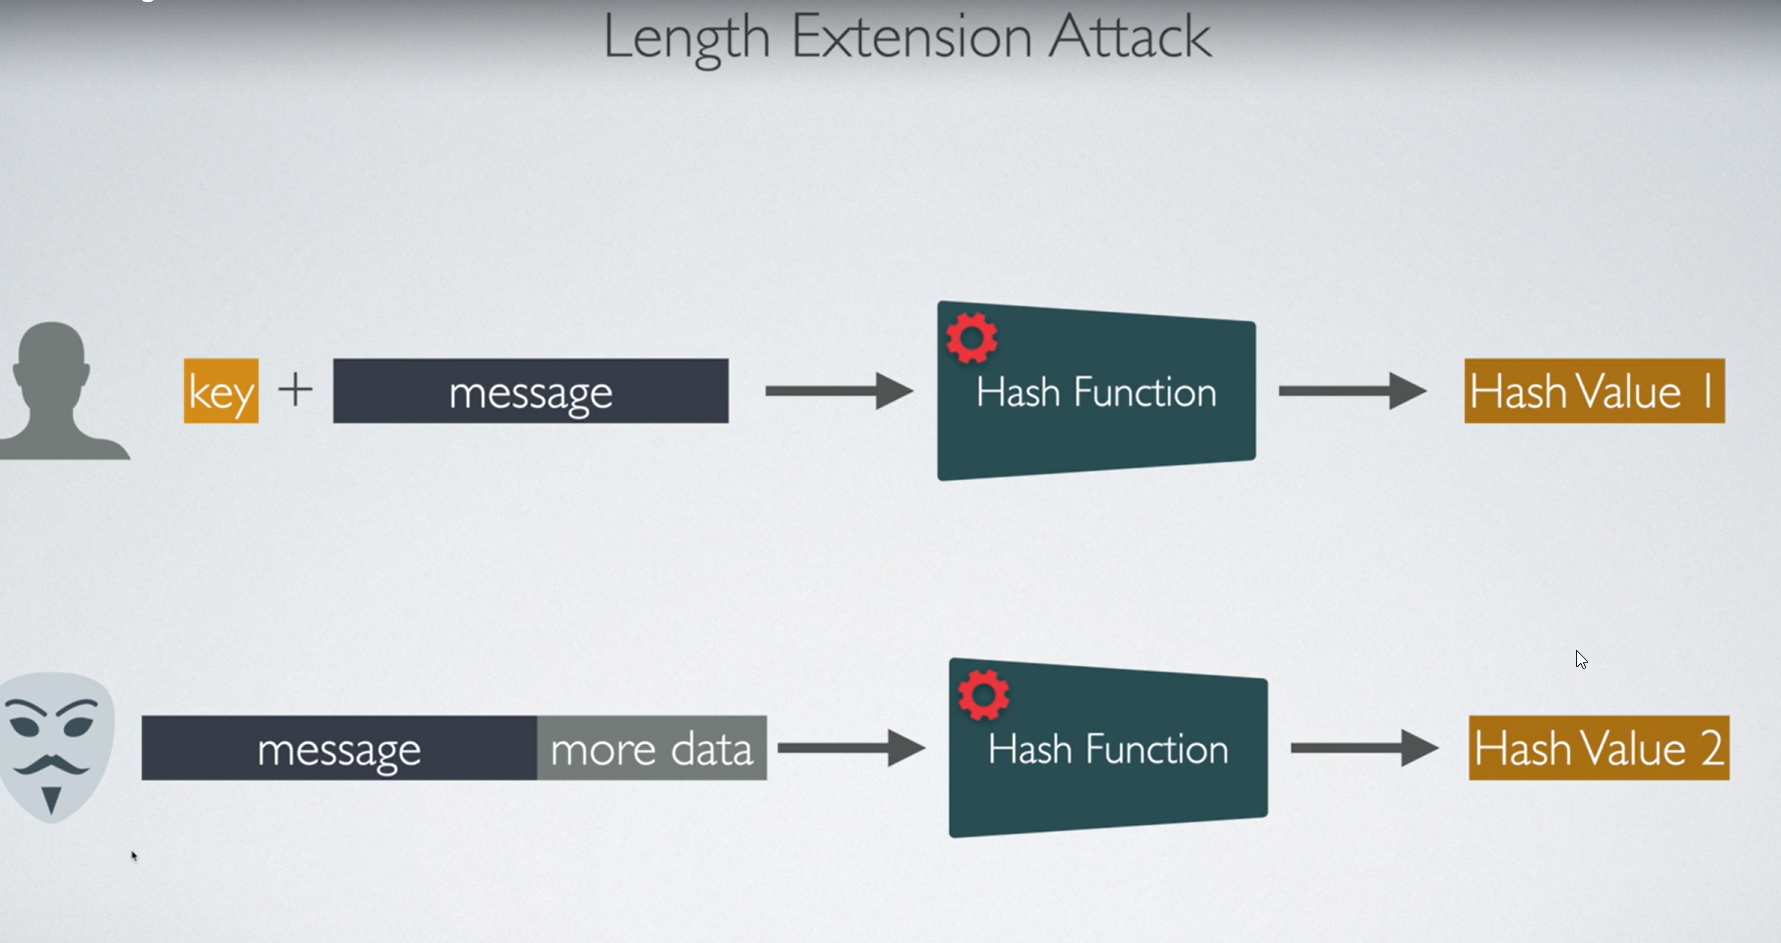 Length Extension Attack
key + message
Hash Function
Hash Value 1
message more data
Hash Function
Hash Value 2